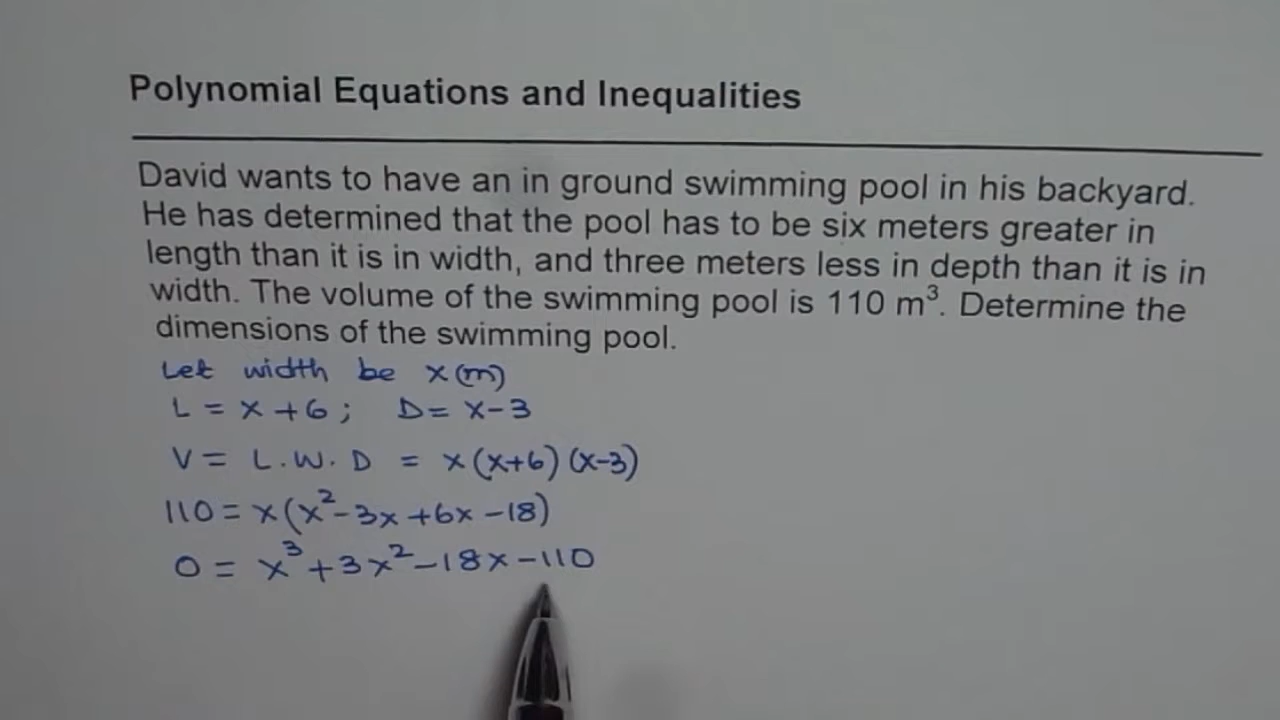 Polynomial Equations and Inequalities
David wants to have an in ground swimming pool in his backyard.
He has determined that the pool has to be six meters greater in
length than it is in width, and three meters less in depth than it is in
width. The volume of the swimming pool is 110 m³. Determine the
dimensions of the swimming pool.
Let width be x(m)
L = x+6; D= x-3
V= L.W.D = x(x+6)(x-3)
110= x(x²-3x+6x-18)
0= x³+3x²-18x-110